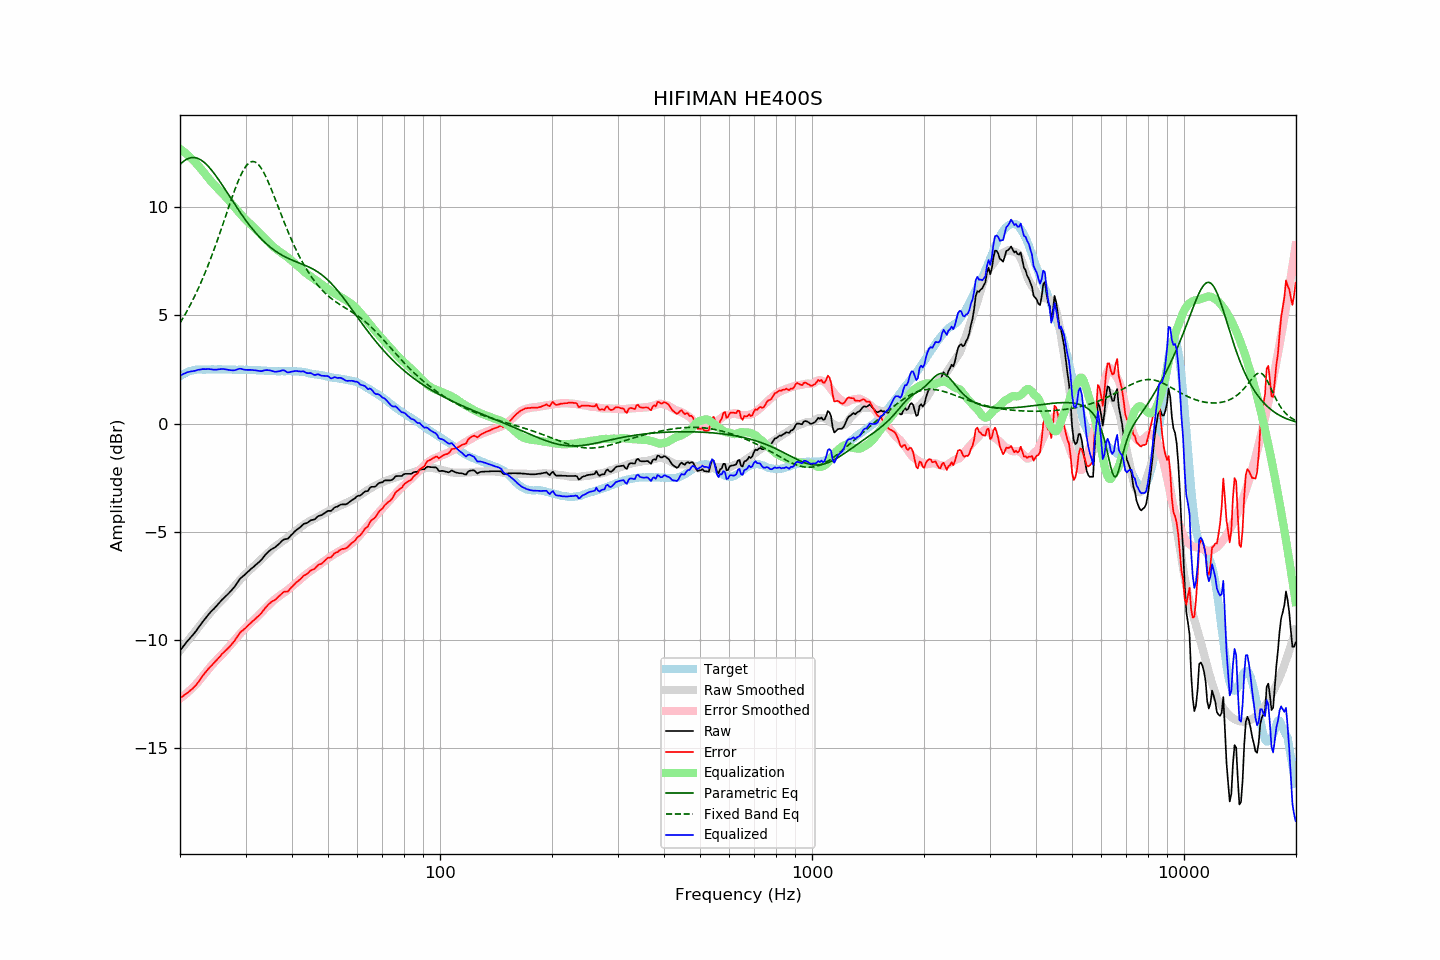 HIFIMAN HE400S
Amplitude (dBr)
10
5
0
−5
−10
−15
Target
Raw Smoothed
Error Smoothed
Raw
Error
Equalization
Parametric Eq
Fixed Band Eq
Equalized
100
1000
10000
Frequency (Hz)